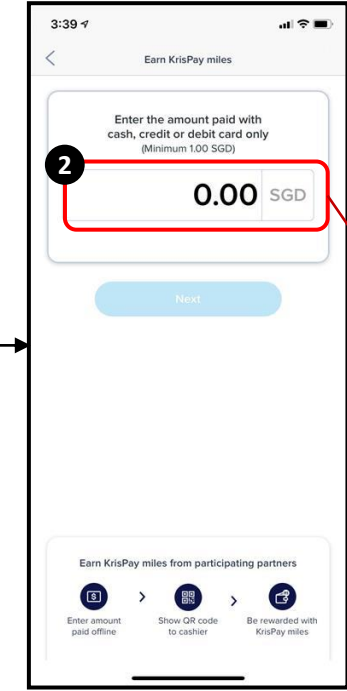 3:39
Earn KrisPay miles
Enter the amount paid with
cash, credit or debit card only
(Minimum 1.00 SGD)
2
0.00 SGD
Next
Earn KrisPay miles from participating partners
Enter amount
paid offline
Show QR code
to cashier
Be rewarded with
KrisPay miles